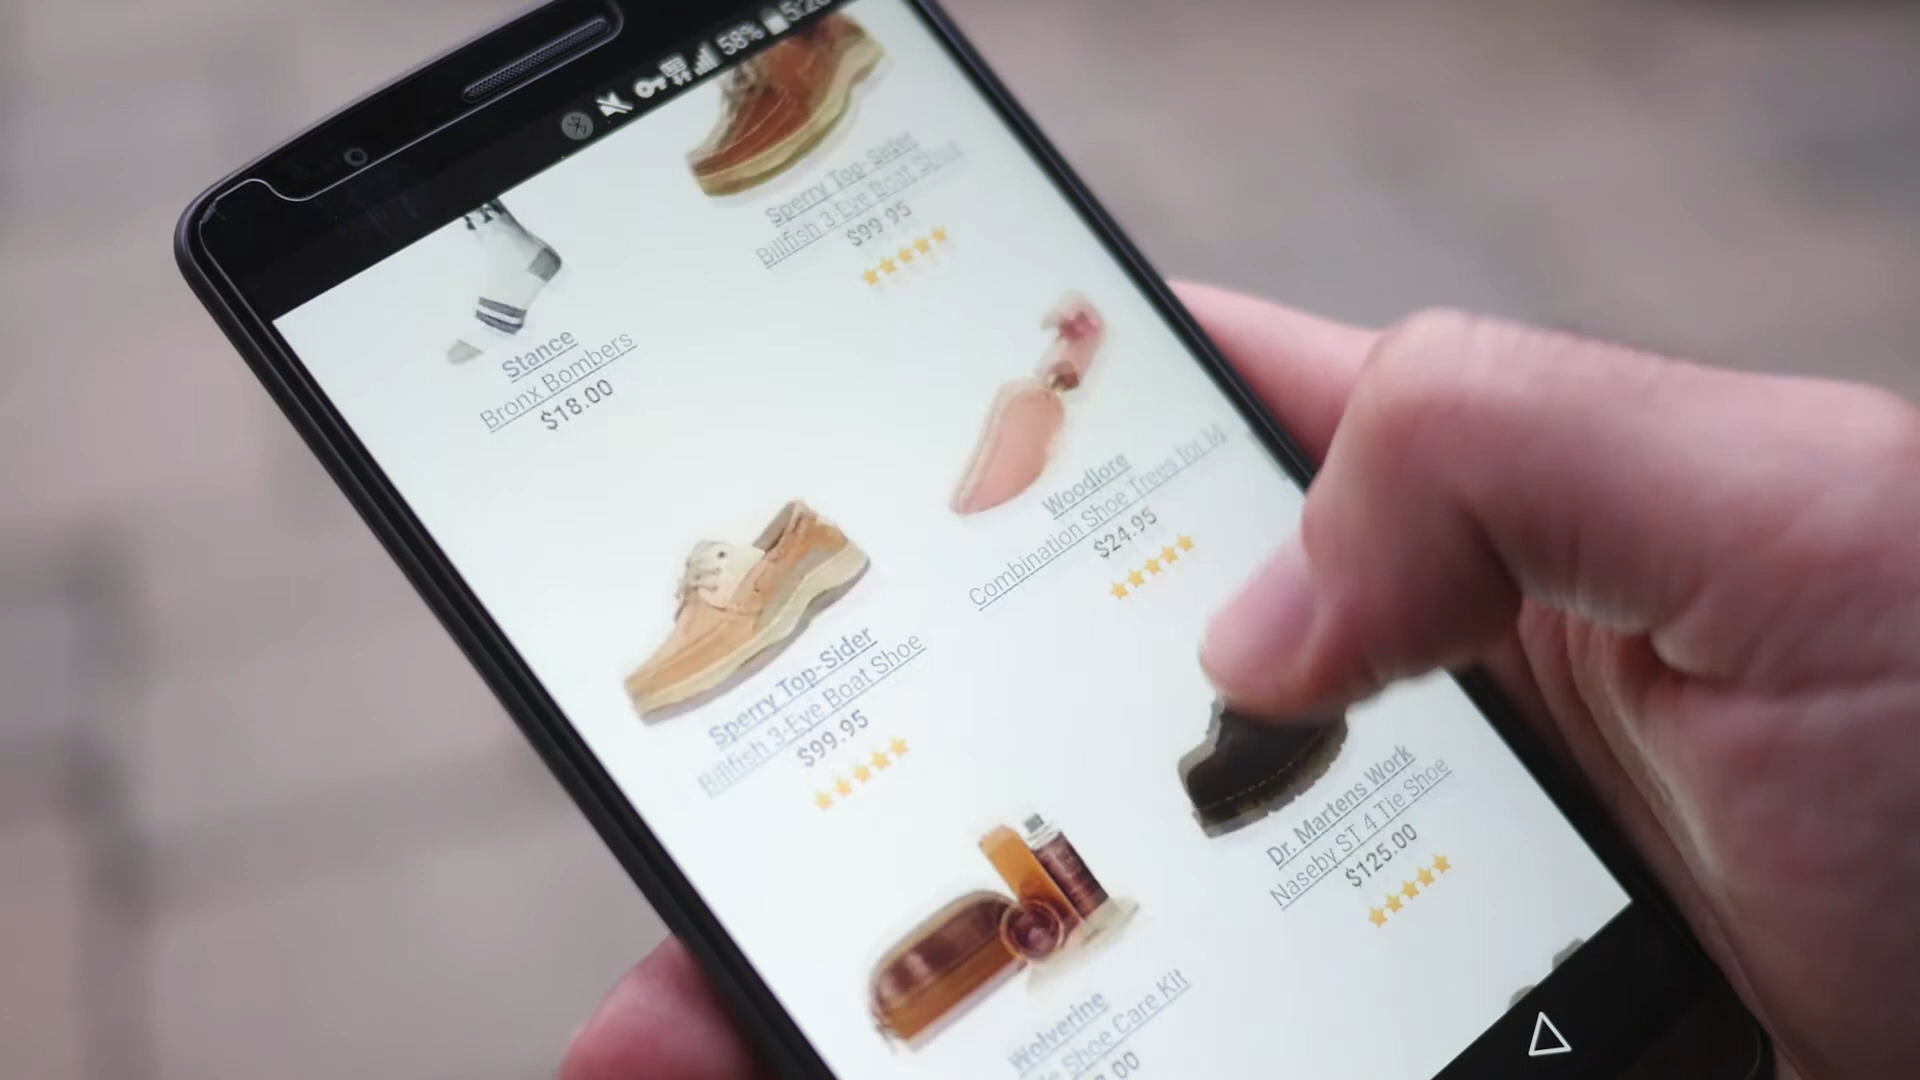 58%
Sperry Top-Sider
Billfish 3-Eye Boat Shoe
$99.95
Stance
Bronx Bombers
$18.00
Woodlore
Combination Shoe Trees for M
$24.95
Sperry Top-Sider
Billfish 3-Eye Boat Shoe
$99.95
Dr. Martens Work
Naseby ST 4 Tie Shoe
$125.00
Wolverine
Shoe Care Kit